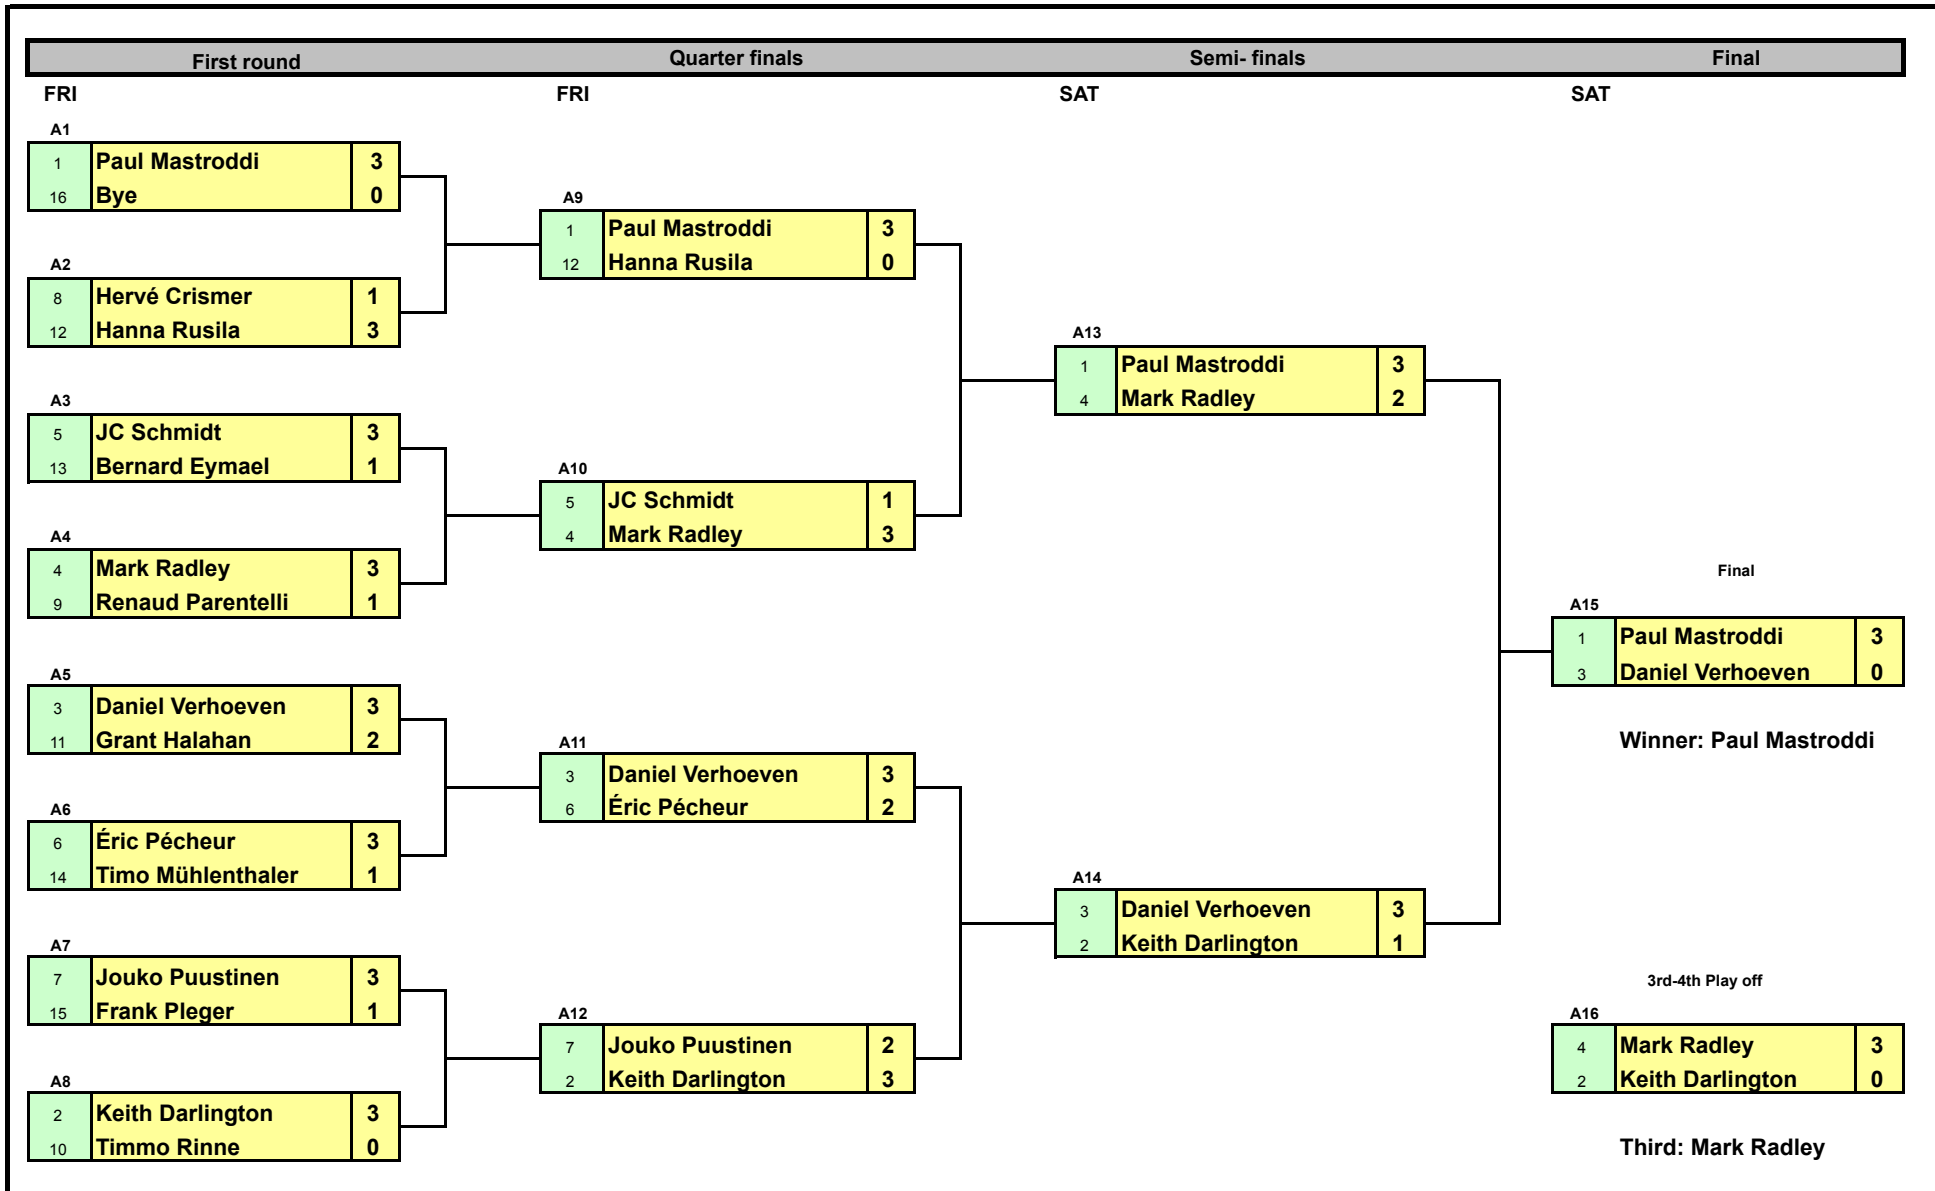 First round Quarter finals Semi- finals Final
FRI FRI SAT SAT
A1
1 Paul Mastroddi 3
16 Bye 0
A2
8 Hervé Crismer 1
12 Hanna Rusila 3
A3
5 JC Schmidt 3
13 Bernard Eymael 1
A4
4 Mark Radley 3
9 Renaud Parentelli 1
A5
3 Daniel Verhoeven 3
11 Grant Halahan 2
A6
6 Éric Pécheur 3
14 Timo Mühlenthaler 1
A7
7 Jouko Puustinen 3
15 Frank Pleger 1
A8
2 Keith Darlington 3
10 Timmo Rinne 0
A9
1 Paul Mastroddi 3
12 Hanna Rusila 0
A10
5 JC Schmidt 1
4 Mark Radley 3
A11
3 Daniel Verhoeven 3
6 Éric Pécheur 2
A12
7 Jouko Puustinen 2
2 Keith Darlington 3
A13
1 Paul Mastroddi 3
4 Mark Radley 2
A14
3 Daniel Verhoeven 3
2 Keith Darlington 1
Final
A15
1 Paul Mastroddi 3
3 Daniel Verhoeven 0
Winner: Paul Mastroddi
3rd-4th Play off
A16
4 Mark Radley 3
2 Keith Darlington 0
Third: Mark Radley